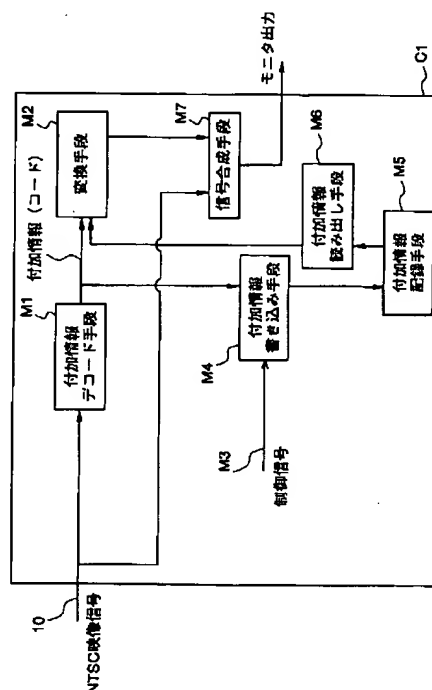 10
NTSC映像信号
M1
付加情報
デコード手段
付加情報(コード)
M2
変換手段
M7
信号合成手段
モニタ出力
M3
制御信号
M4
付加情報
書き込み手段
M6
付加情報
読み出し手段
M5
付加情報
記録手段
C1